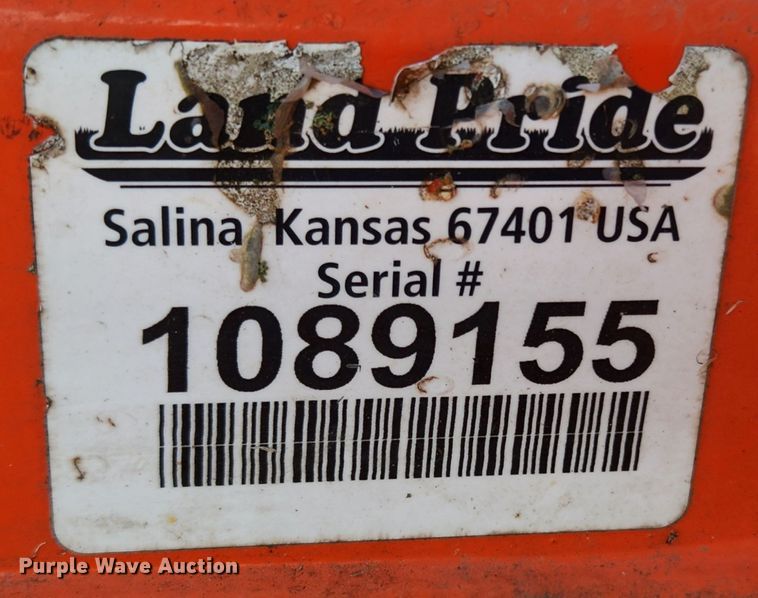 Land Pride
Salina, Kansas 67401 USA
Serial #
1089155
Purple Wave Auction